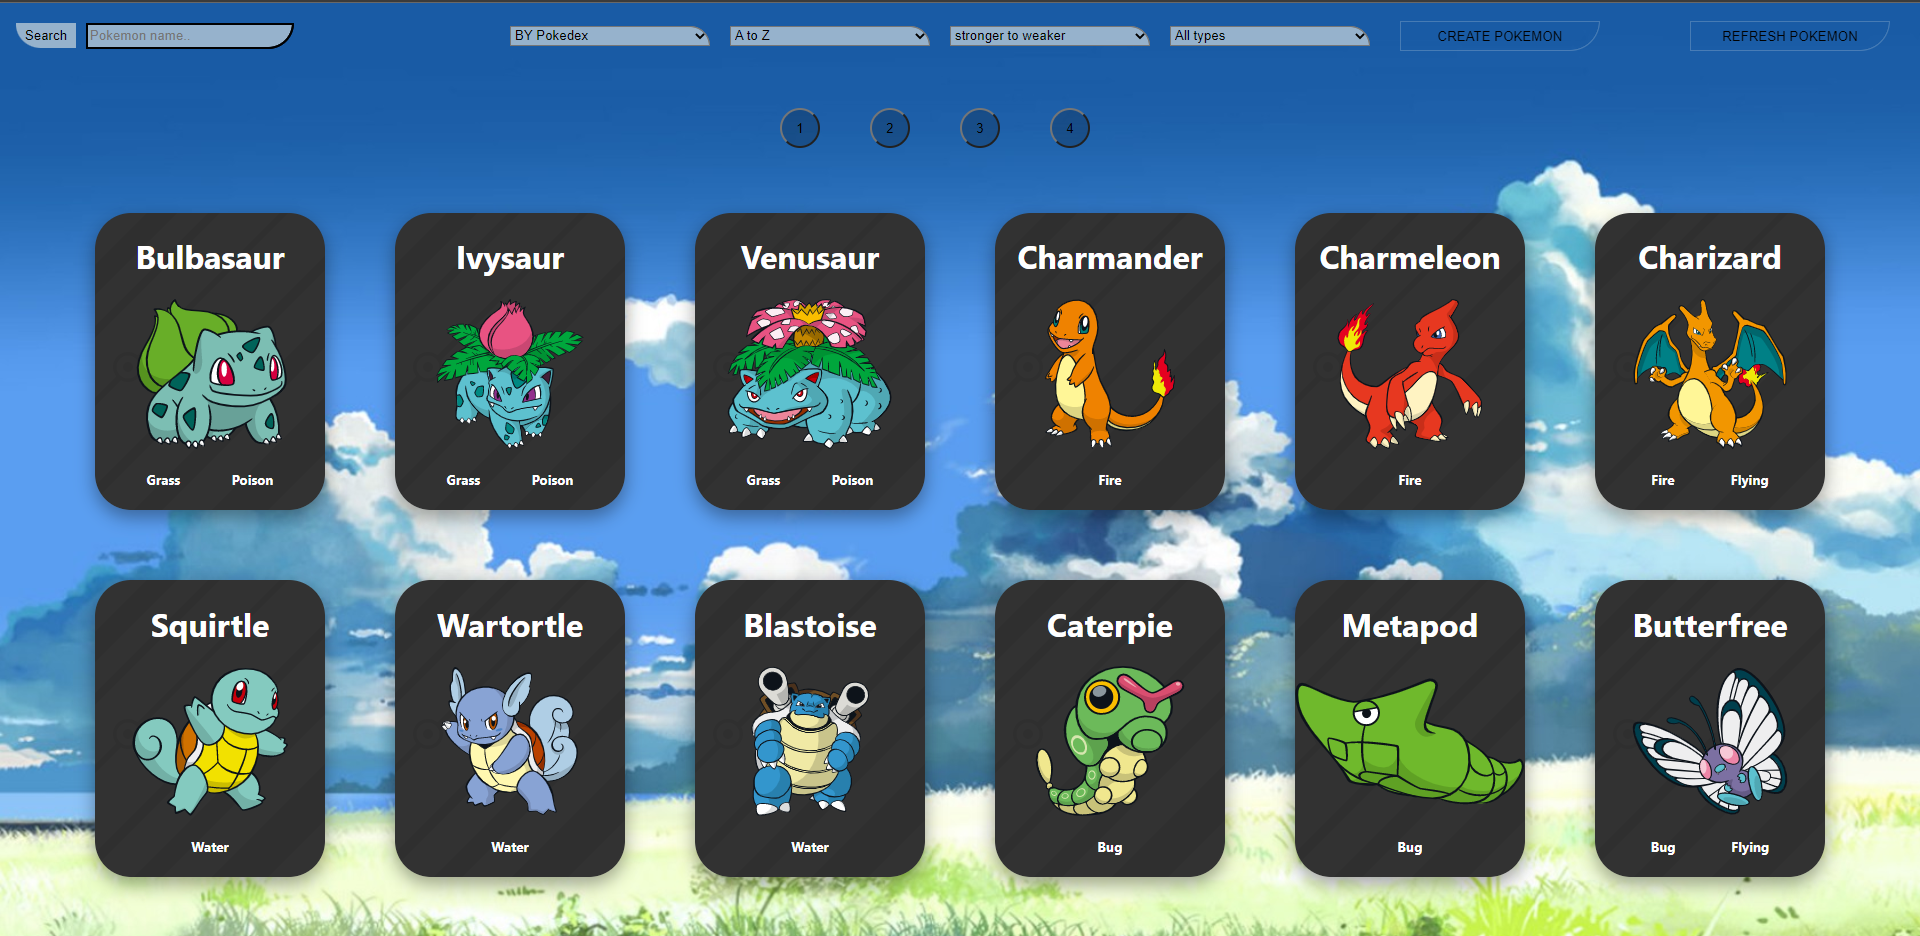 Search
Pokemon name..
BY Pokedex
A to Z
stronger to weaker
All types
CREATE POKEMON
REFRESH POKEMON
1
2
3
4
Bulbasaur
Grass Poison
Ivysaur
Grass Poison
Venusaur
Grass Poison
Charmander
Fire
Charmeleon
Fire
Charizard
Fire Flying
Squirtle
Water
Wartortle
Water
Blastoise
Water
Caterpie
Bug
Metapod
Bug
Butterfree
Bug Flying